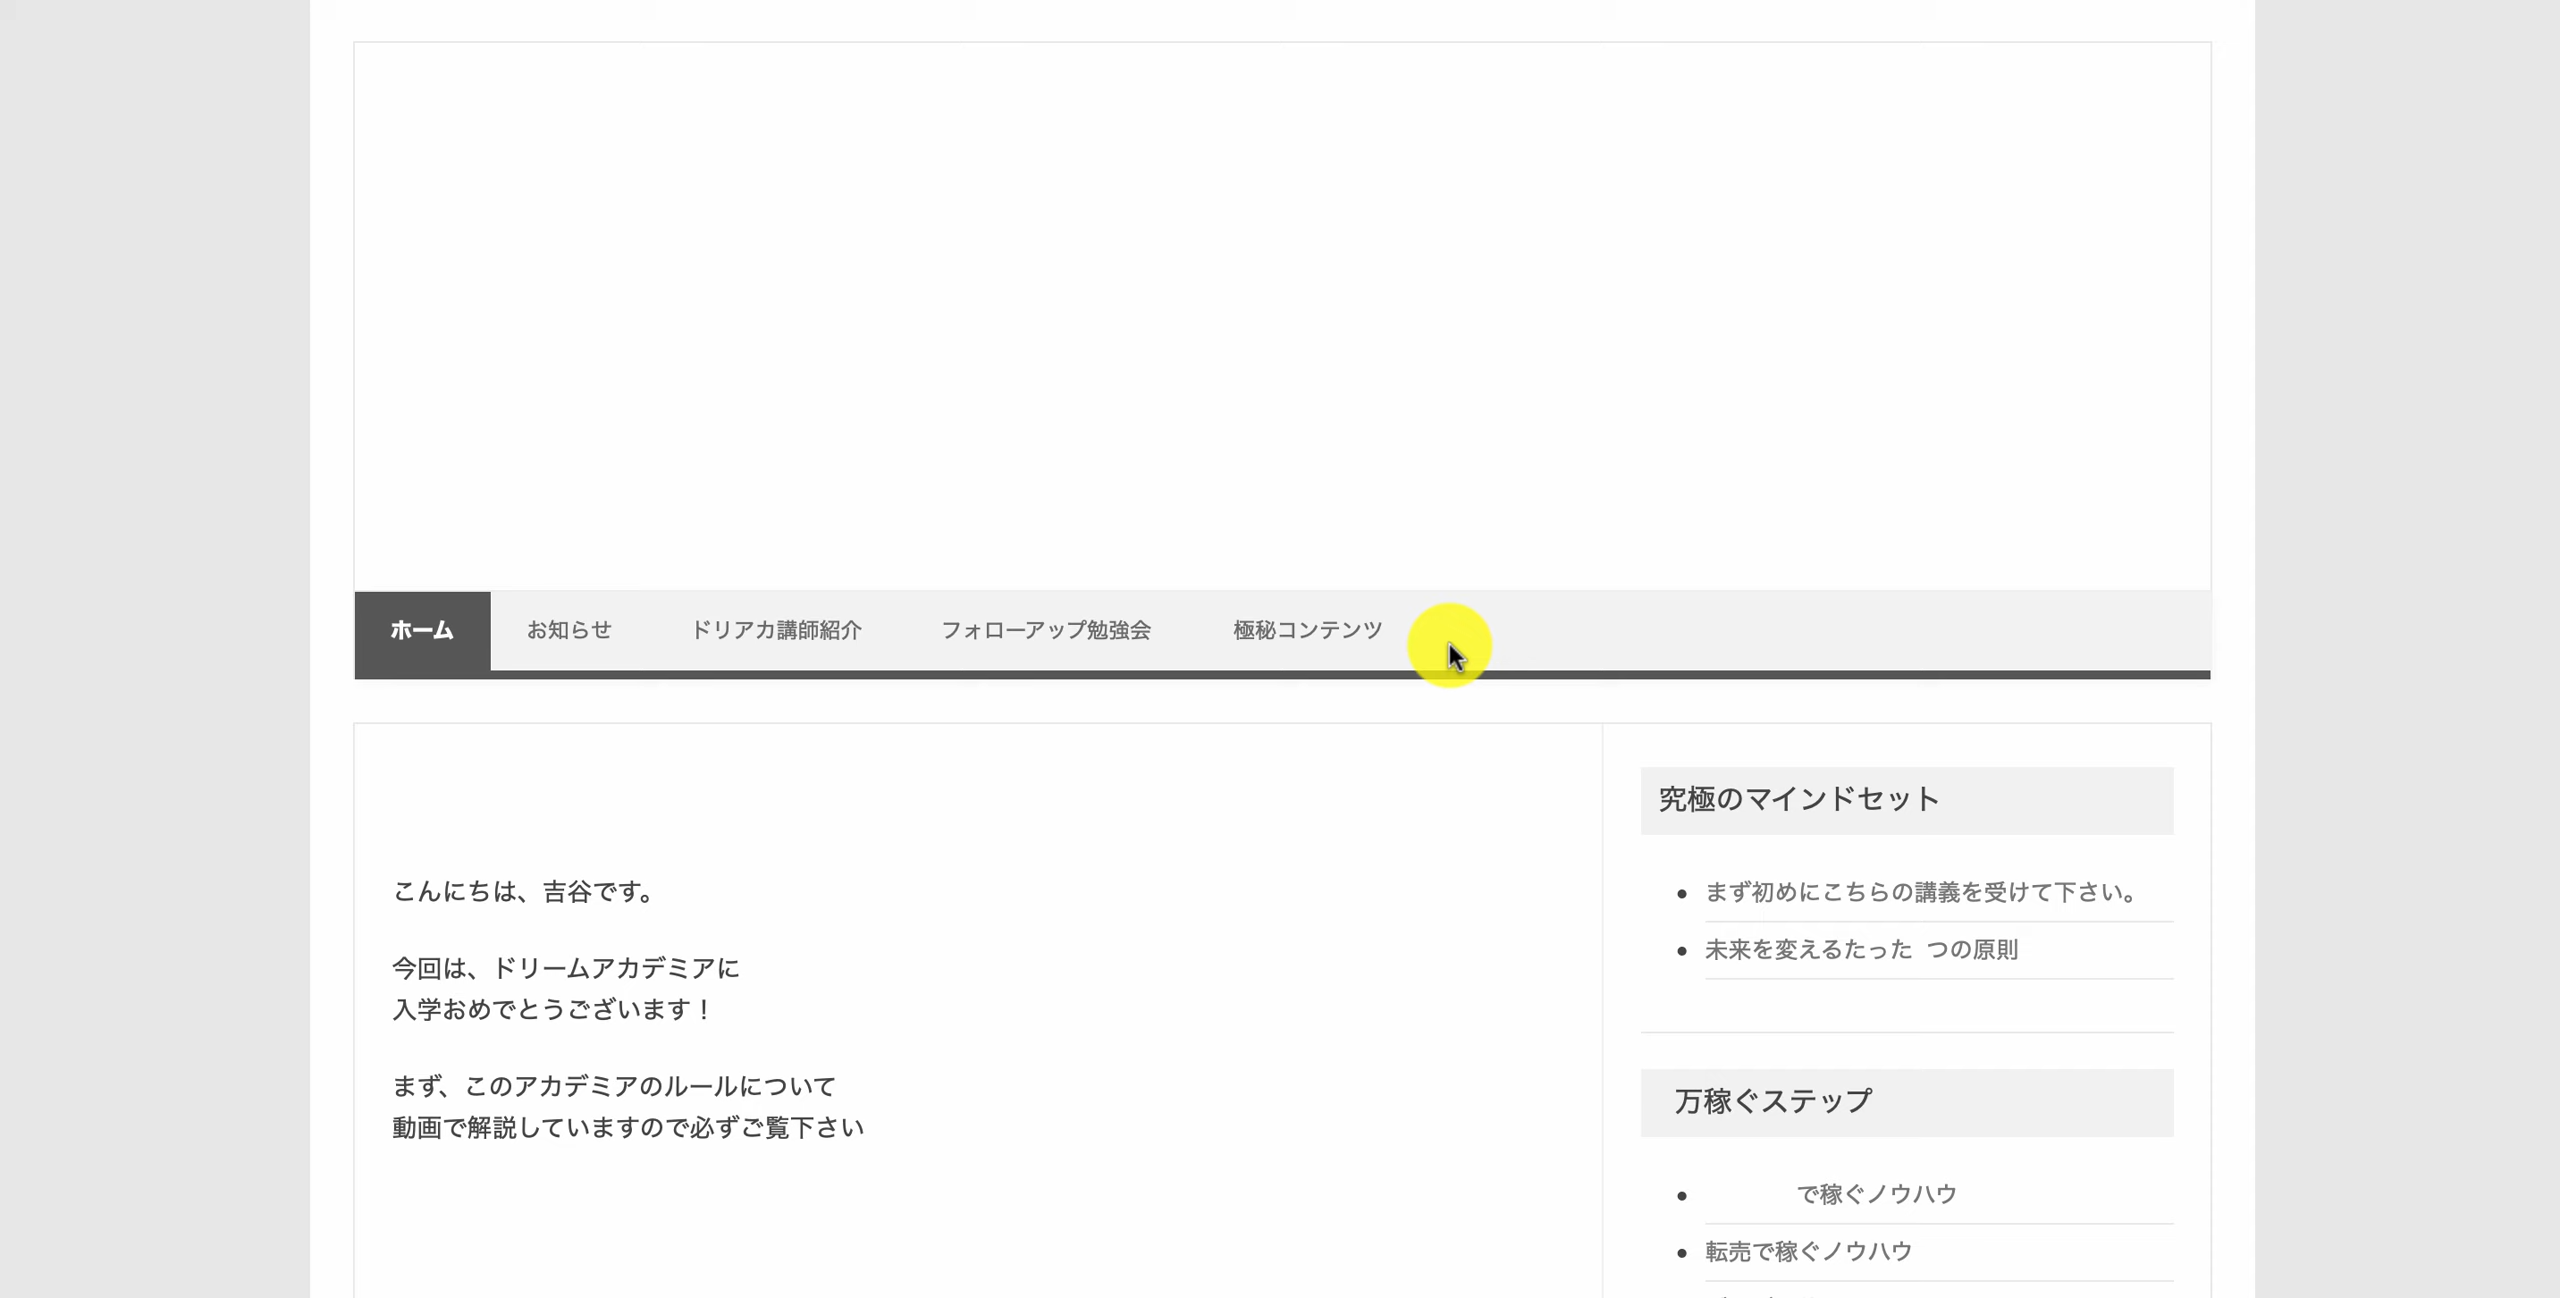 ホーム
お知らせ
ドリアカ講師紹介
フォローアップ勉強会
極秘コンテンツ
こんにちは、吉谷です。
今回は、ドリームアカデミアに
入学おめでとうございます！
まず、このアカデミアのルールについて
動画で解説していますので必ずご覧下さい
究極のマインドセット
まず初めにこちらの講義を受けて下さい。
未来を変えるたった つの原則
万稼ぐステップ
で稼ぐノウハウ
転売で稼ぐノウハウ